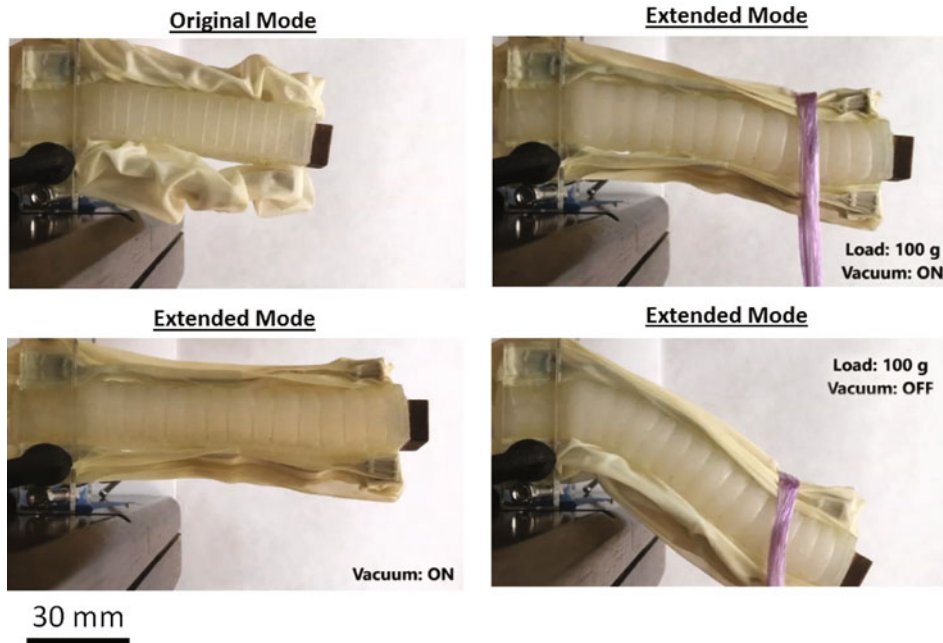 Original Mode
Extended Mode
Load: 100 g
Vacuum: ON
Extended Mode
Vacuum: ON
Extended Mode
Load: 100 g
Vacuum: OFF
30 mm